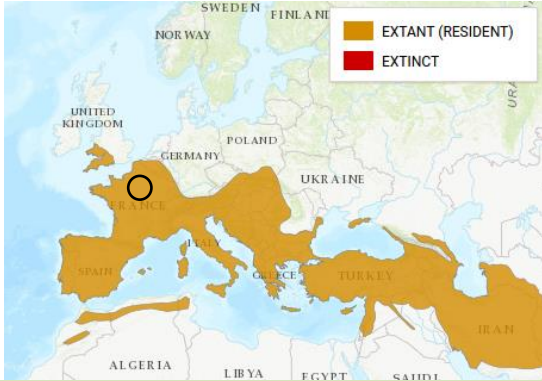 SWEDEN
FINLAND
NORWAY
EXTANT (RESIDENT)
EXTINCT
UNITED
KINGDOM
POLAND
GERMANY
UKRAINE
FRANCE
ITALY
SPAIN
GREECE
TURKEY
IRAN
ALGERIA
LIBYA
EGYPT
SAUDI